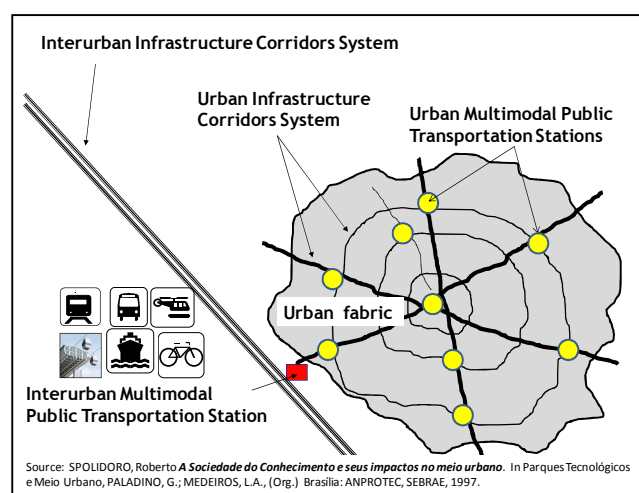 Interurban Infrastructure Corridors System
Urban Infrastructure
Corridors System
Urban Multimodal Public
Transportation Stations
Urban fabric
Interurban Multimodal
Public Transportation Station
Source: SPOLIDORO, Roberto A Sociedade do Conhecimento e seus impactos no meio urbano. In Parques Tecnológicos
e Meio Urbano, PALADINO, G.; MEDEIROS, L.A., (Org.) Brasília: ANPROTEC, SEBRAE, 1997.